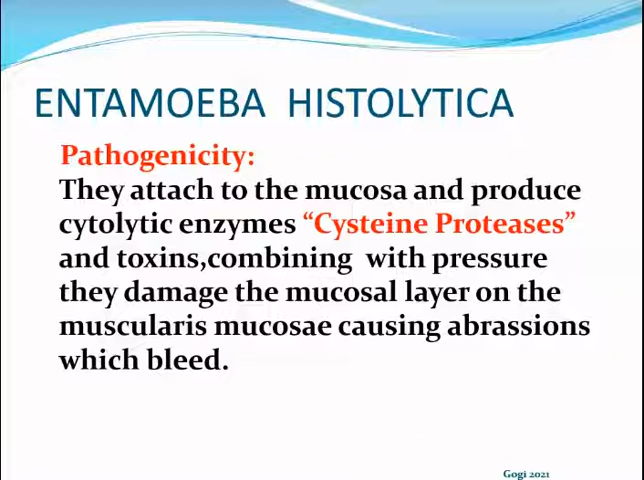 ENTAMOEBA HISTOLYTICA
Pathogenicity:
They attach to the mucosa and produce
cytolytic enzymes “Cysteine Proteases”
and toxins,combining with pressure
they damage the mucosal layer on the
muscularis mucosae causing abrassions
which bleed.
Gogi 2021